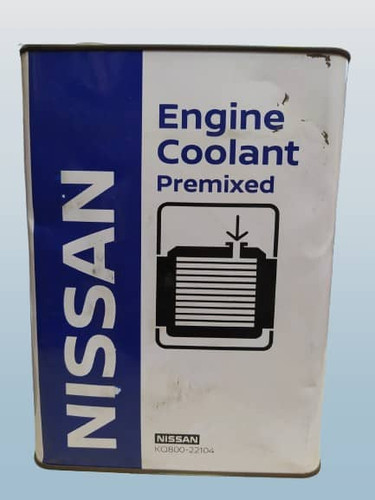 NISSAN
Engine
Coolant
Premixed
NISSAN
KQ800-22104